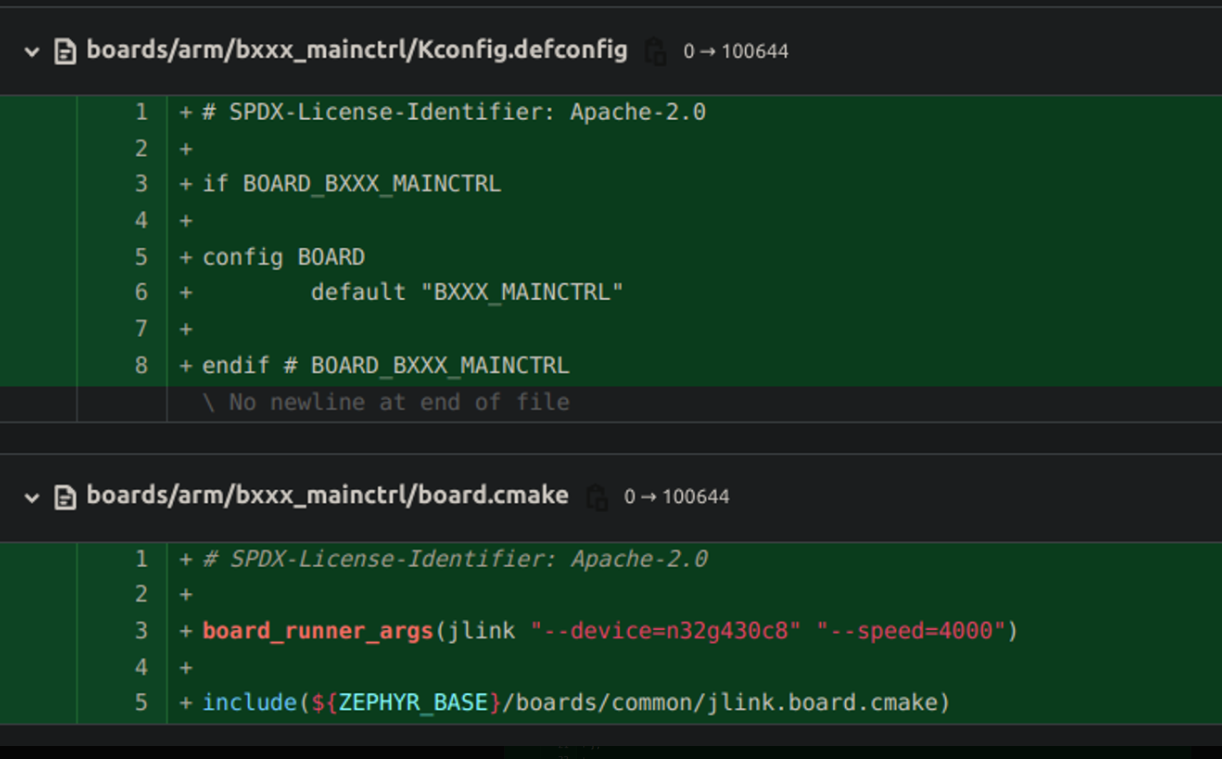 boards/arm/bxxx_mainctrl/Kconfig.defconfig 0 → 100644
1 + # SPDX-License-Identifier: Apache-2.0
2 +
3 + if BOARD_BXXX_MAINCTRL
4 +
5 + config BOARD
6 +         default "BXXX_MAINCTRL"
7 +
8 + endif # BOARD_BXXX_MAINCTRL
\ No newline at end of file
boards/arm/bxxx_mainctrl/board.cmake 0 → 100644
1 + # SPDX-License-Identifier: Apache-2.0
2 +
3 + board_runner_args(jlink "--device=n32g430c8" "--speed=4000")
4 +
5 + include(${ZEPHYR_BASE}/boards/common/jlink.board.cmake)